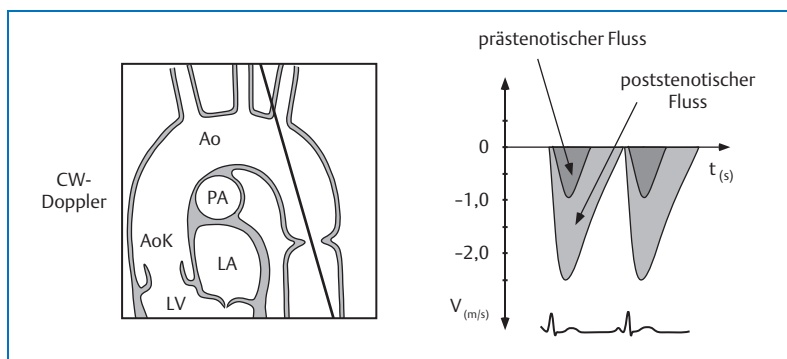 CW-
Doppler
Ao
PA
AoK
LA
LV
prästenotischer Fluss
poststenotischer
Fluss
0
t (s)
–1,0
–2,0
V (m/s)